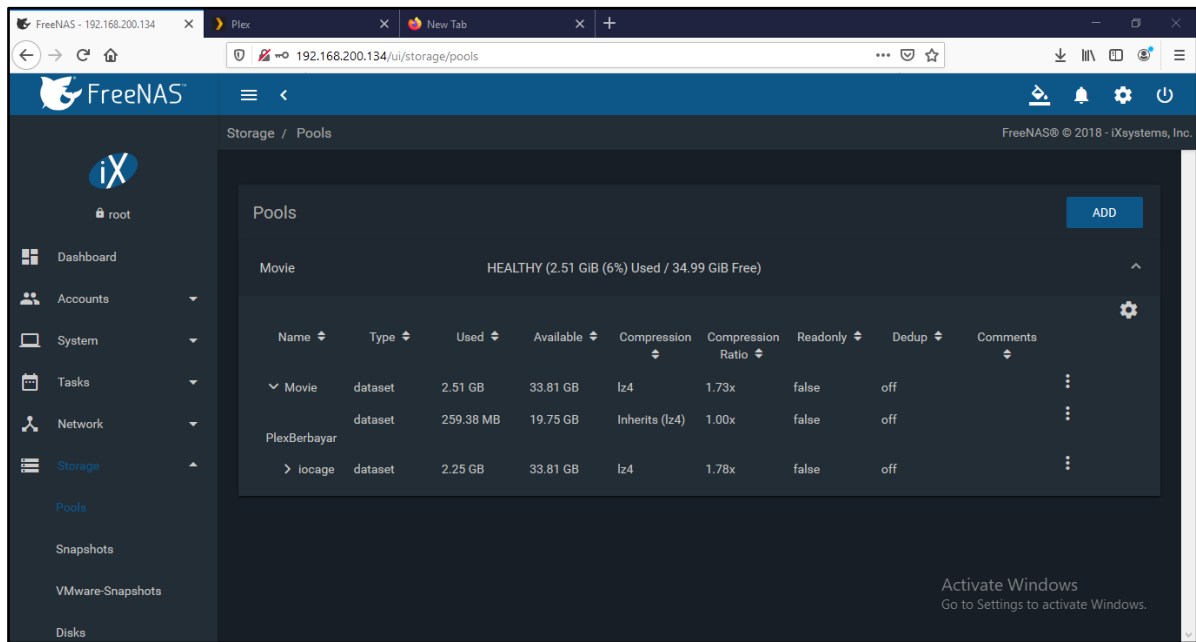 FreeNAS - 192.168.200.134
Plex
New Tab
192.168.200.134/ui/storage/pools
FreeNAS™
Storage / Pools
FreeNAS® © 2018 - iXsystems, Inc.
iX
root
Pools
ADD
Dashboard
Movie HEALTHY (2.51 GiB (6%) Used / 34.99 GiB Free)
Accounts
System
Name Type Used Available Compression Compression Ratio Readonly Dedup Comments
Tasks
Movie dataset 2.51 GB 33.81 GB lz4 1.73x false off
Network
PlexBerbayar dataset 259.38 MB 19.75 GB Inherits (lz4) 1.00x false off
Storage
iocage dataset 2.25 GB 33.81 GB lz4 1.78x false off
Pools
Snapshots
VMware-Snapshots
Disks
Activate Windows
Go to Settings to activate Windows.